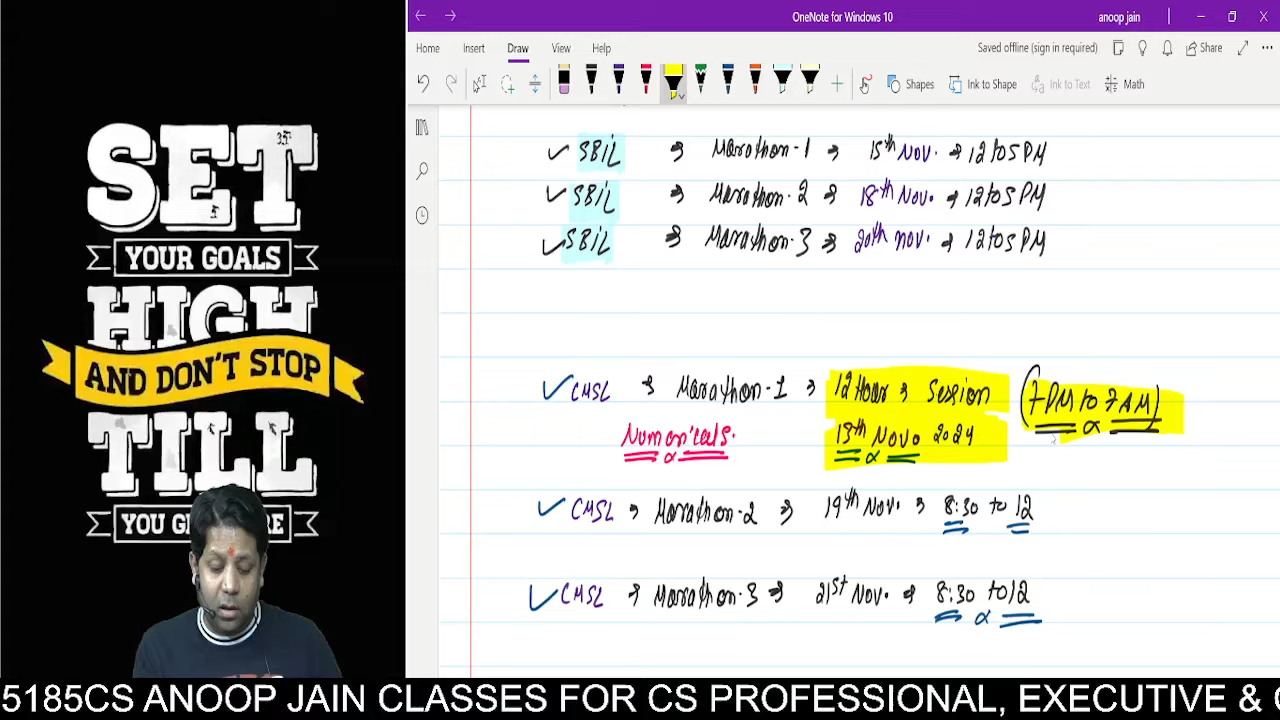 OneNote for Windows 10
anoop jain
Home Insert Draw View Help
Saved offline (sign in required) Share
Shapes Ink to Shape Ink to Text Math
SET
YOUR GOALS
HIGH
AND DON'T STOP
TILL
YOU GE RE
✓ SBIL ⇒ Marathon-1 ⇒ 15th Nov. ⇒ 12 to 5 PM
✓ SBIL ⇒ Marathon-2 ⇒ 18th Nov. ⇒ 12 to 5 PM
✓ SBIL ⇒ Marathon-3 ⇒ 20th Nov. ⇒ 12 to 5 PM
✓ CMSL ⇒ Marathon-1 ⇒ 12 Hour ⇒ Session (7 PM to 7 AM)
Numericals. 13th Nov. 2024
✓ CMSL ⇒ Marathon-2 ⇒ 19th Nov. ⇒ 8:30 to 12
✓ CMSL ⇒ Marathon-3 ⇒ 21st Nov. ⇒ 8:30 to 12
5185CS ANOOP JAIN CLASSES FOR CS PROFESSIONAL, EXECUTIVE &